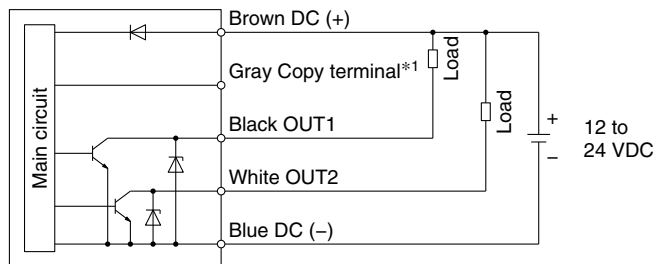 Brown DC (+)
Gray Copy terminal*1
Black OUT1
White OUT2
Blue DC (−)
Main circuit
Load
Load
+
−
12 to
24 VDC